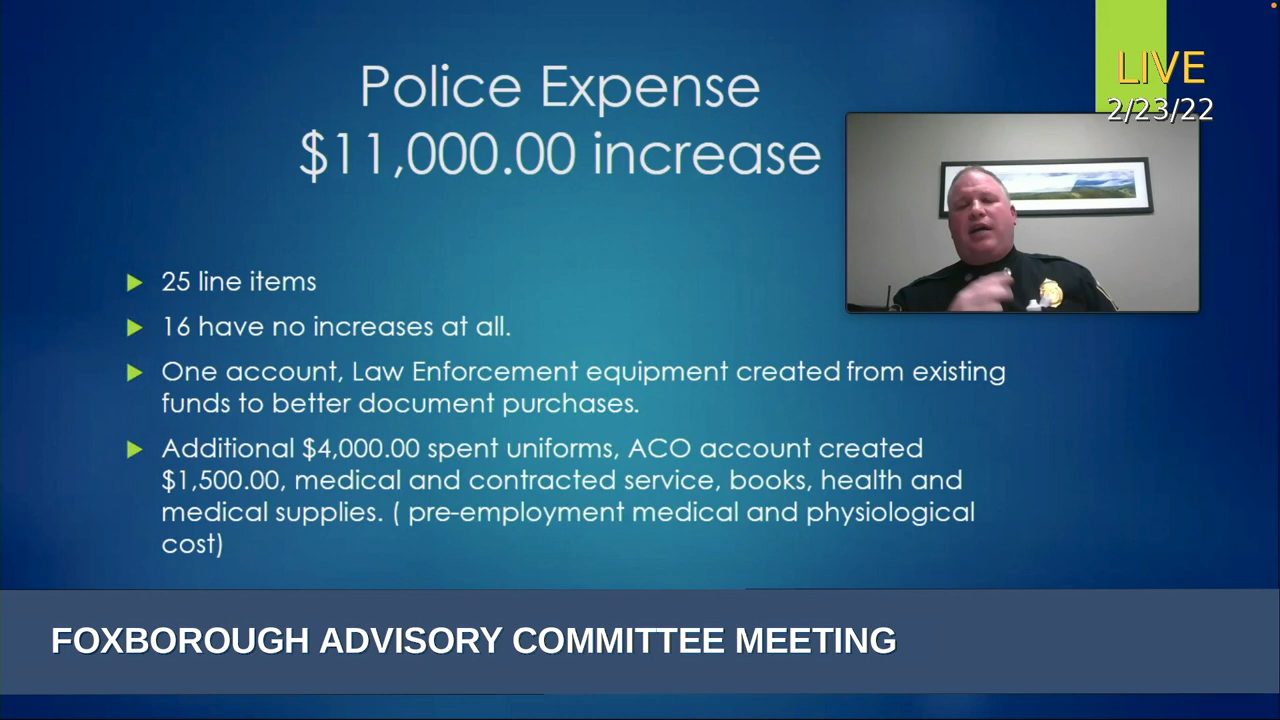 Police Expense
$11,000.00 increase
LIVE
2/23/22
25 line items
16 have no increases at all.
One account, Law Enforcement equipment created from existing
funds to better document purchases.
Additional $4,000.00 spent uniforms, ACO account created
$1,500.00, medical and contracted service, books, health and
medical supplies. ( pre-employment medical and physiological
cost)
FOXBOROUGH ADVISORY COMMITTEE MEETING